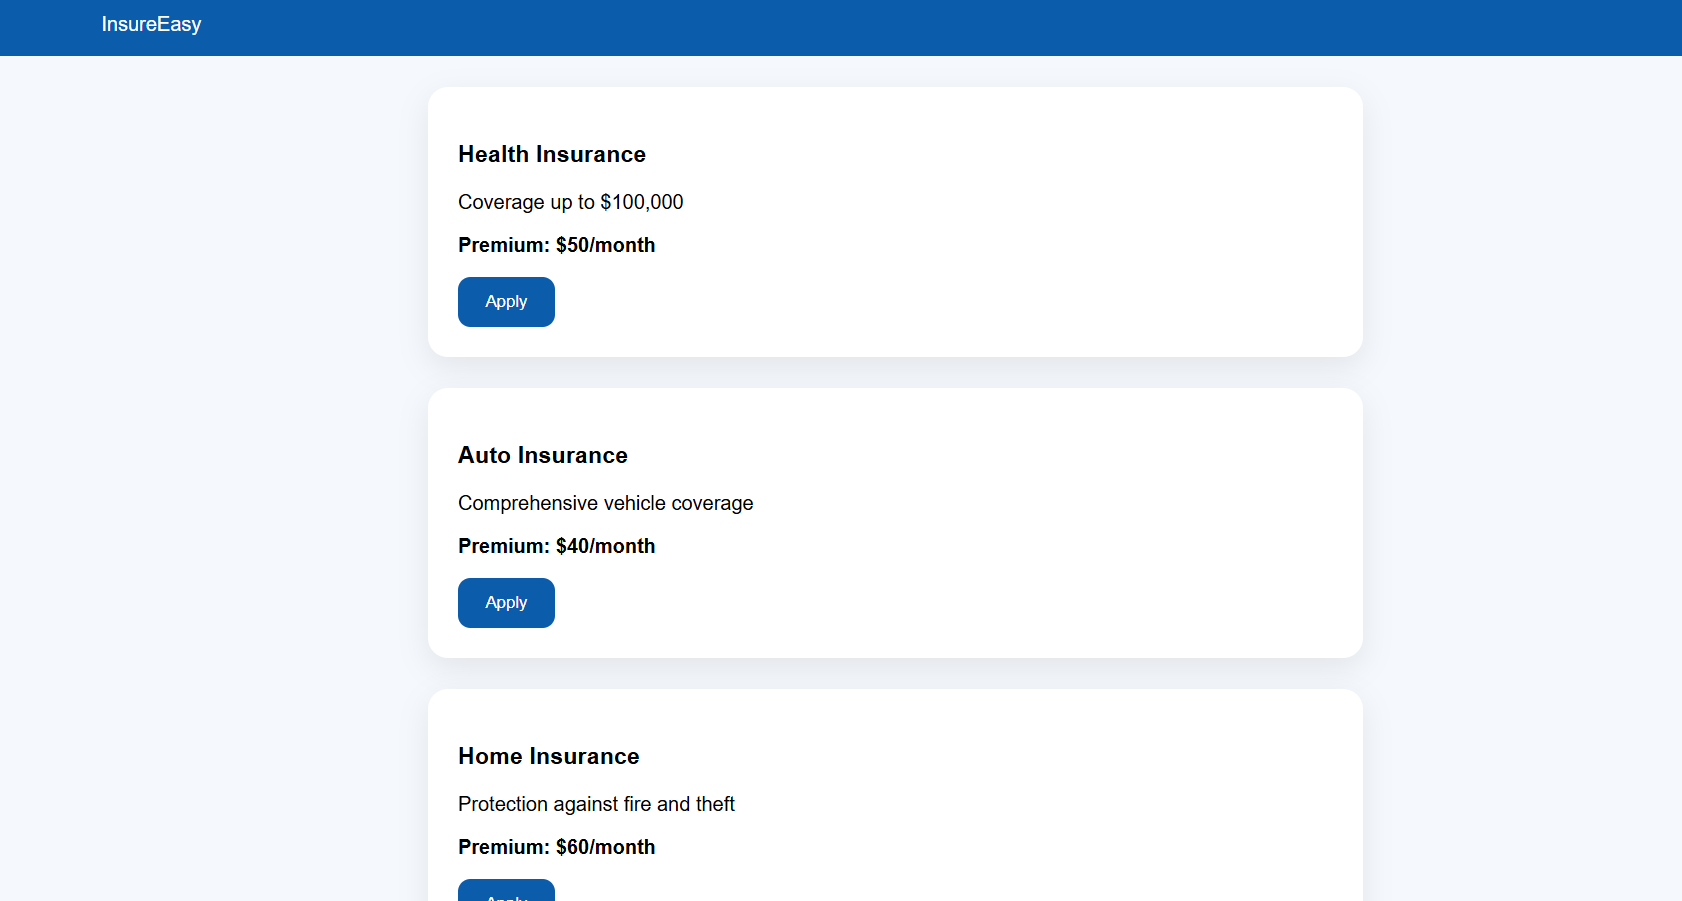 InsureEasy
Health Insurance
Coverage up to $100,000
Premium: $50/month
Apply
Auto Insurance
Comprehensive vehicle coverage
Premium: $40/month
Apply
Home Insurance
Protection against fire and theft
Premium: $60/month
Apply